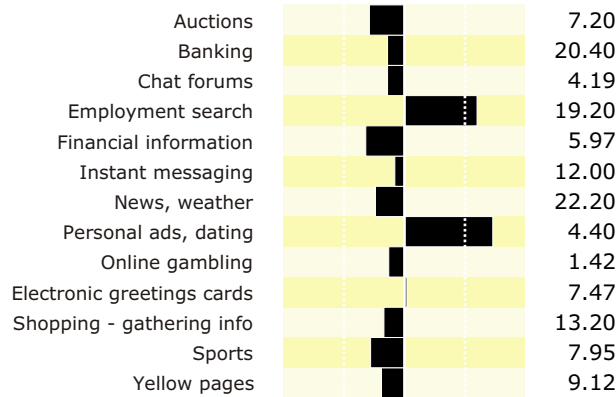 Auctions 7.20
Banking 20.40
Chat forums 4.19
Employment search 19.20
Financial information 5.97
Instant messaging 12.00
News, weather 22.20
Personal ads, dating 4.40
Online gambling 1.42
Electronic greetings cards 7.47
Shopping - gathering info 13.20
Sports 7.95
Yellow pages 9.12